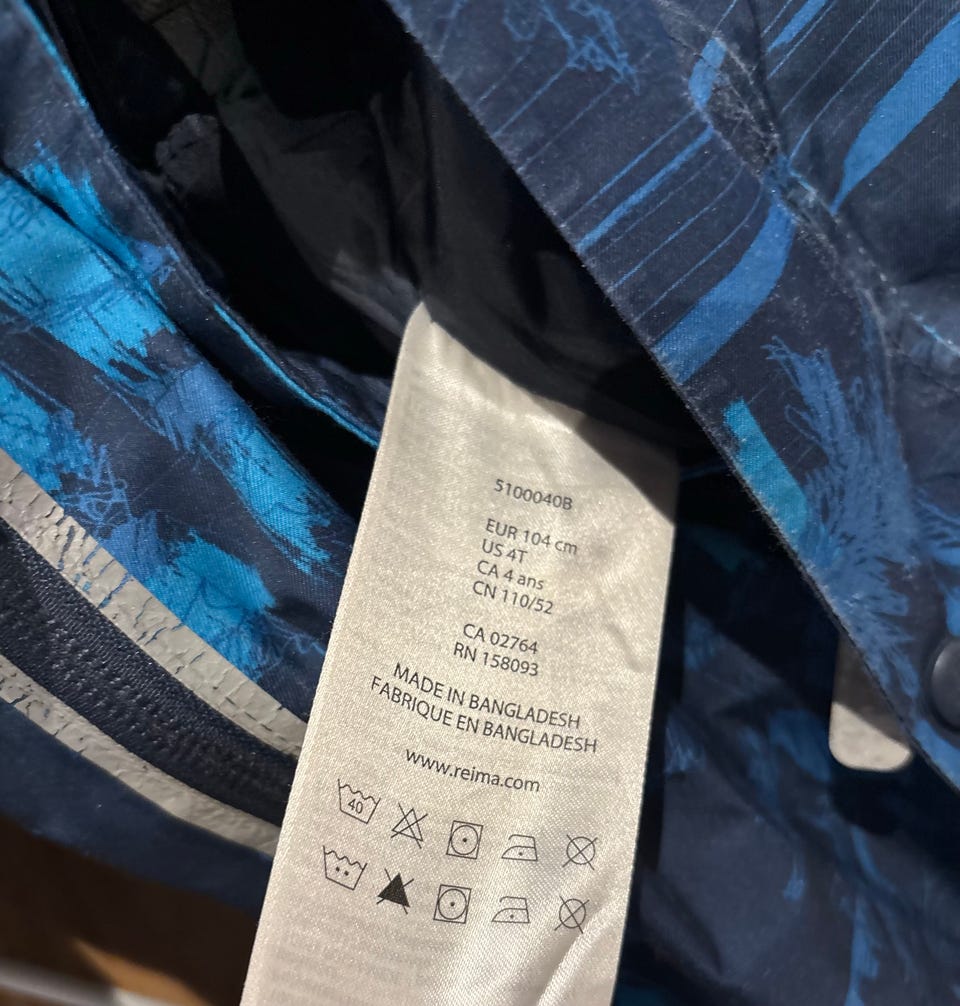 5100040B
EUR 104 cm
US 4T
CA 4 ans
CN 110/52
CA 02764
RN 158093
MADE IN BANGLADESH
FABRIQUE EN BANGLADESH
www.reima.com
40